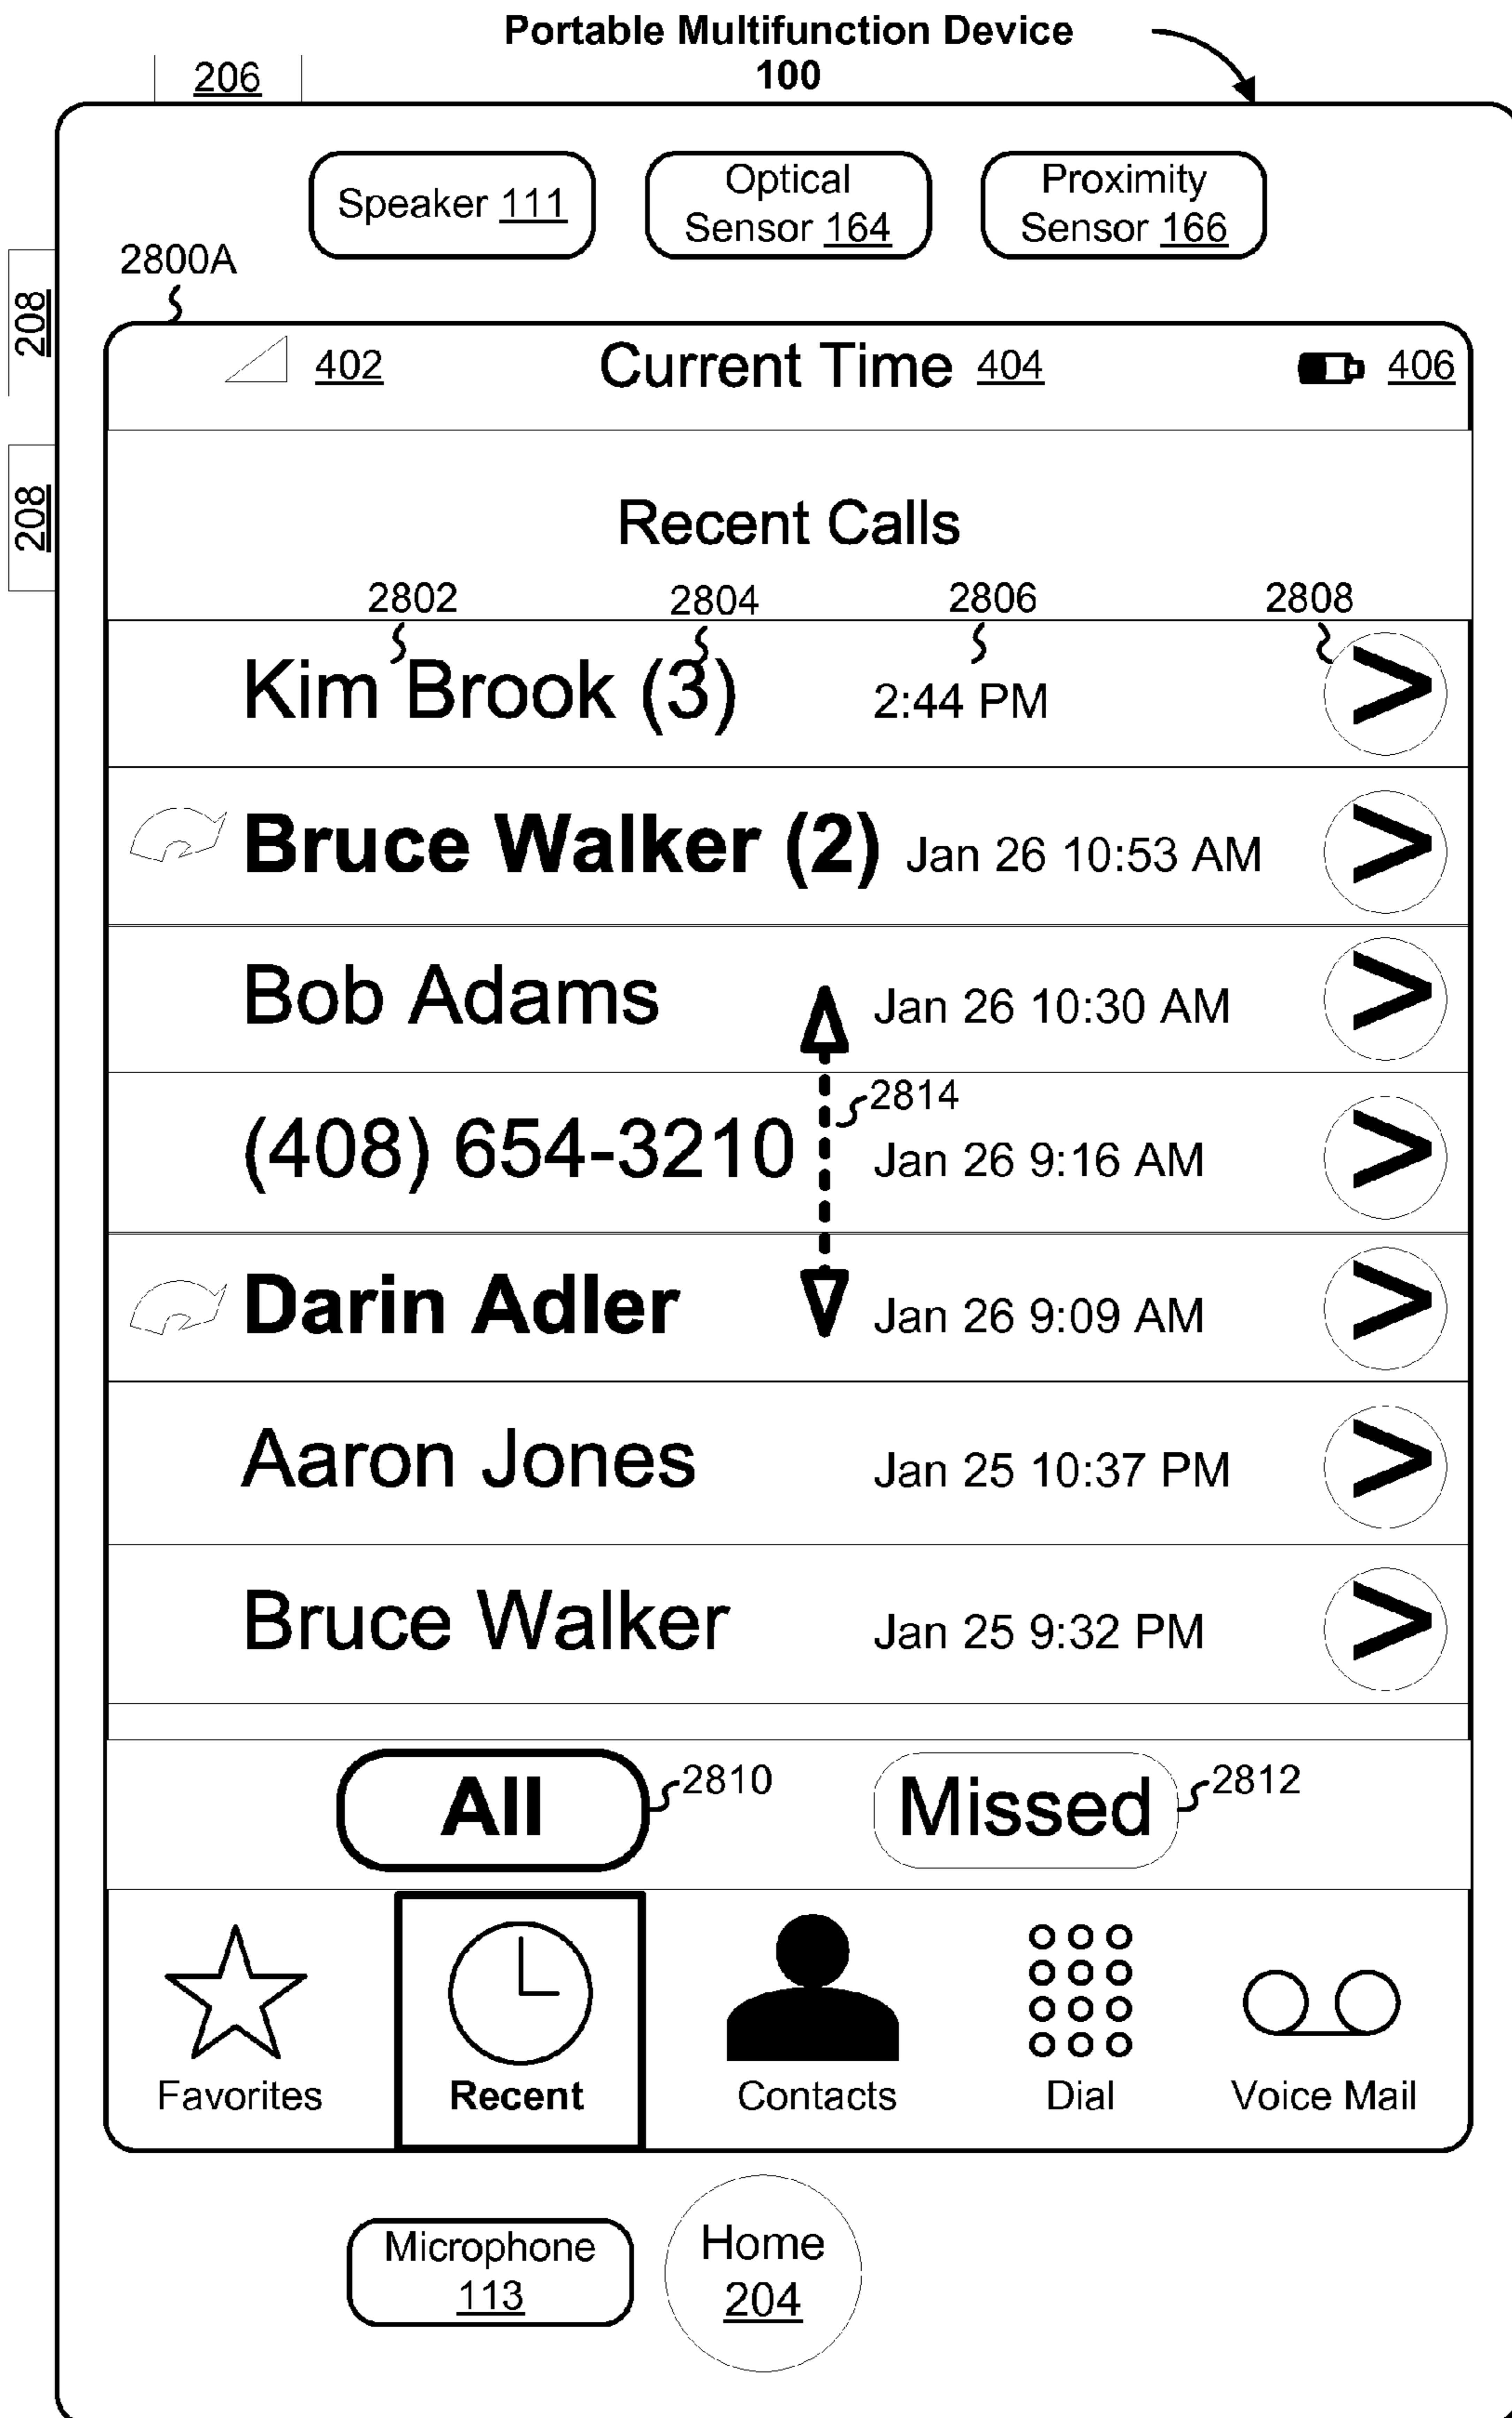 Portable Multifunction Device
100
206
Speaker 111
Optical
Sensor 164
Proximity
Sensor 166
2800A
208
402
Current Time 404
406
208
Recent Calls
2802
2804
2806
2808
Kim Brook (3)
2:44 PM
>
Bruce Walker (2)
Jan 26 10:53 AM
>
Bob Adams
Jan 26 10:30 AM
>
2814
(408) 654-3210
Jan 26 9:16 AM
>
Darin Adler
Jan 26 9:09 AM
>
Aaron Jones
Jan 25 10:37 PM
>
Bruce Walker
Jan 25 9:32 PM
>
All
2810
Missed
2812
Favorites
Recent
Contacts
Dial
Voice Mail
Microphone
113
Home
204